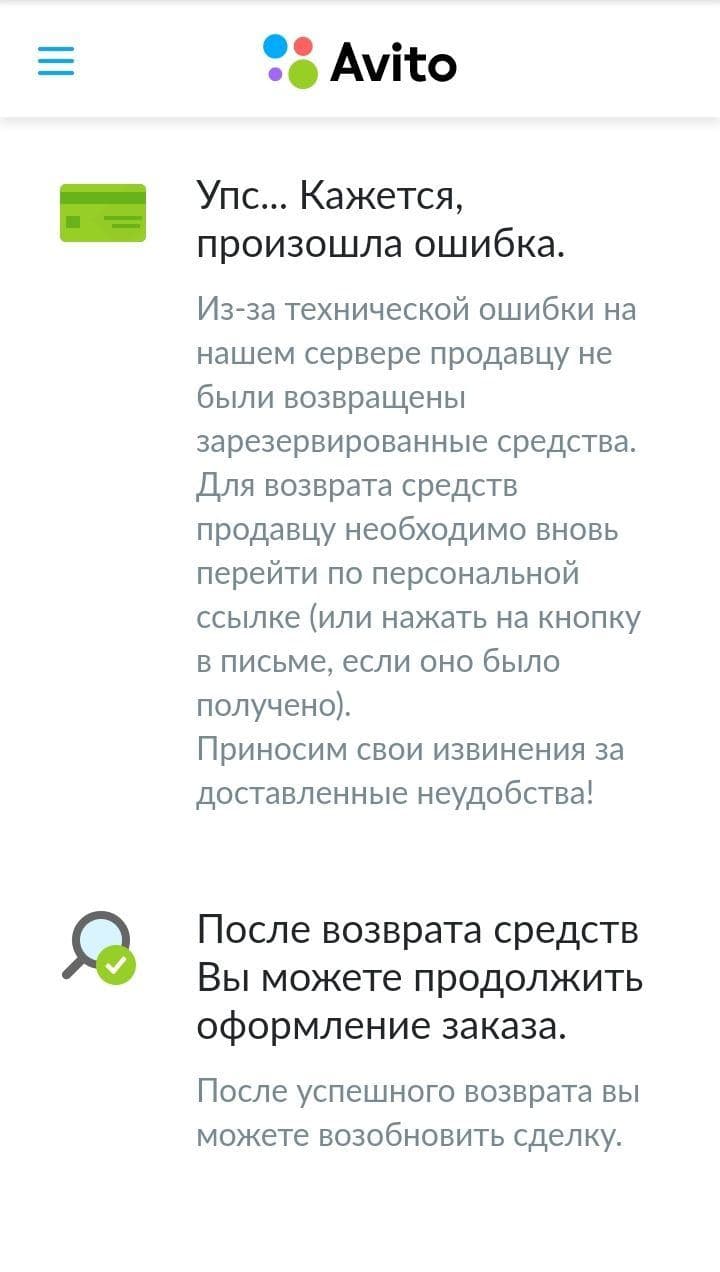 Avito
Упс... Кажется,
произошла ошибка.
Из-за технической ошибки на
нашем сервере продавцу не
были возвращены
зарезервированные средства.
Для возврата средств
продавцу необходимо вновь
перейти по персональной
ссылке (или нажать на кнопку
в письме, если оно было
получено).
Приносим свои извинения за
доставленные неудобства!
После возврата средств
Вы можете продолжить
оформление заказа.
После успешного возврата вы
можете возобновить сделку.